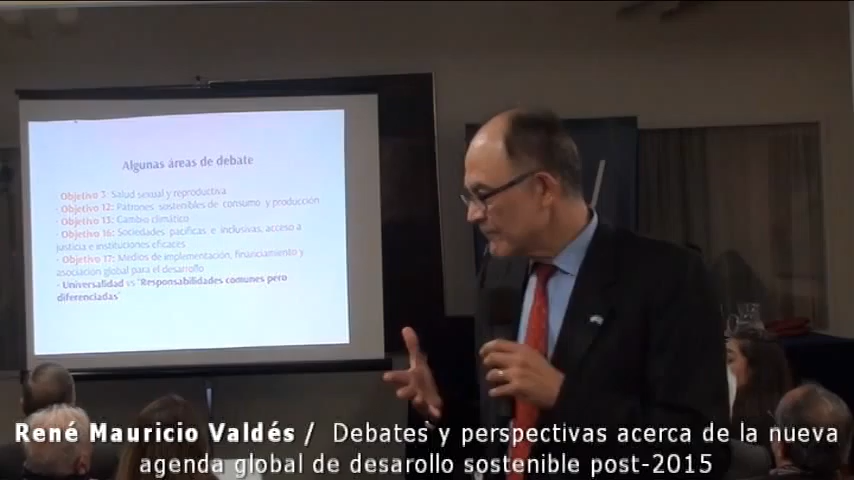 Algunas áreas de debate
- Objetivo 3: Salud sexual y reproductiva
- Objetivo 12: Patrones sostenibles de consumo y producción
- Objetivo 13: Cambio climático
- Objetivo 16: Sociedades pacíficas e inclusivas, acceso a
justicia e instituciones eficaces
- Objetivo 17: Medios de implementación, financiamiento y
asociación global para el desarrollo
- Universalidad vs "Responsabilidades comunes pero
diferenciadas"
René Mauricio Valdés / Debates y perspectivas acerca de la nueva
agenda global de desarollo sostenible post-2015